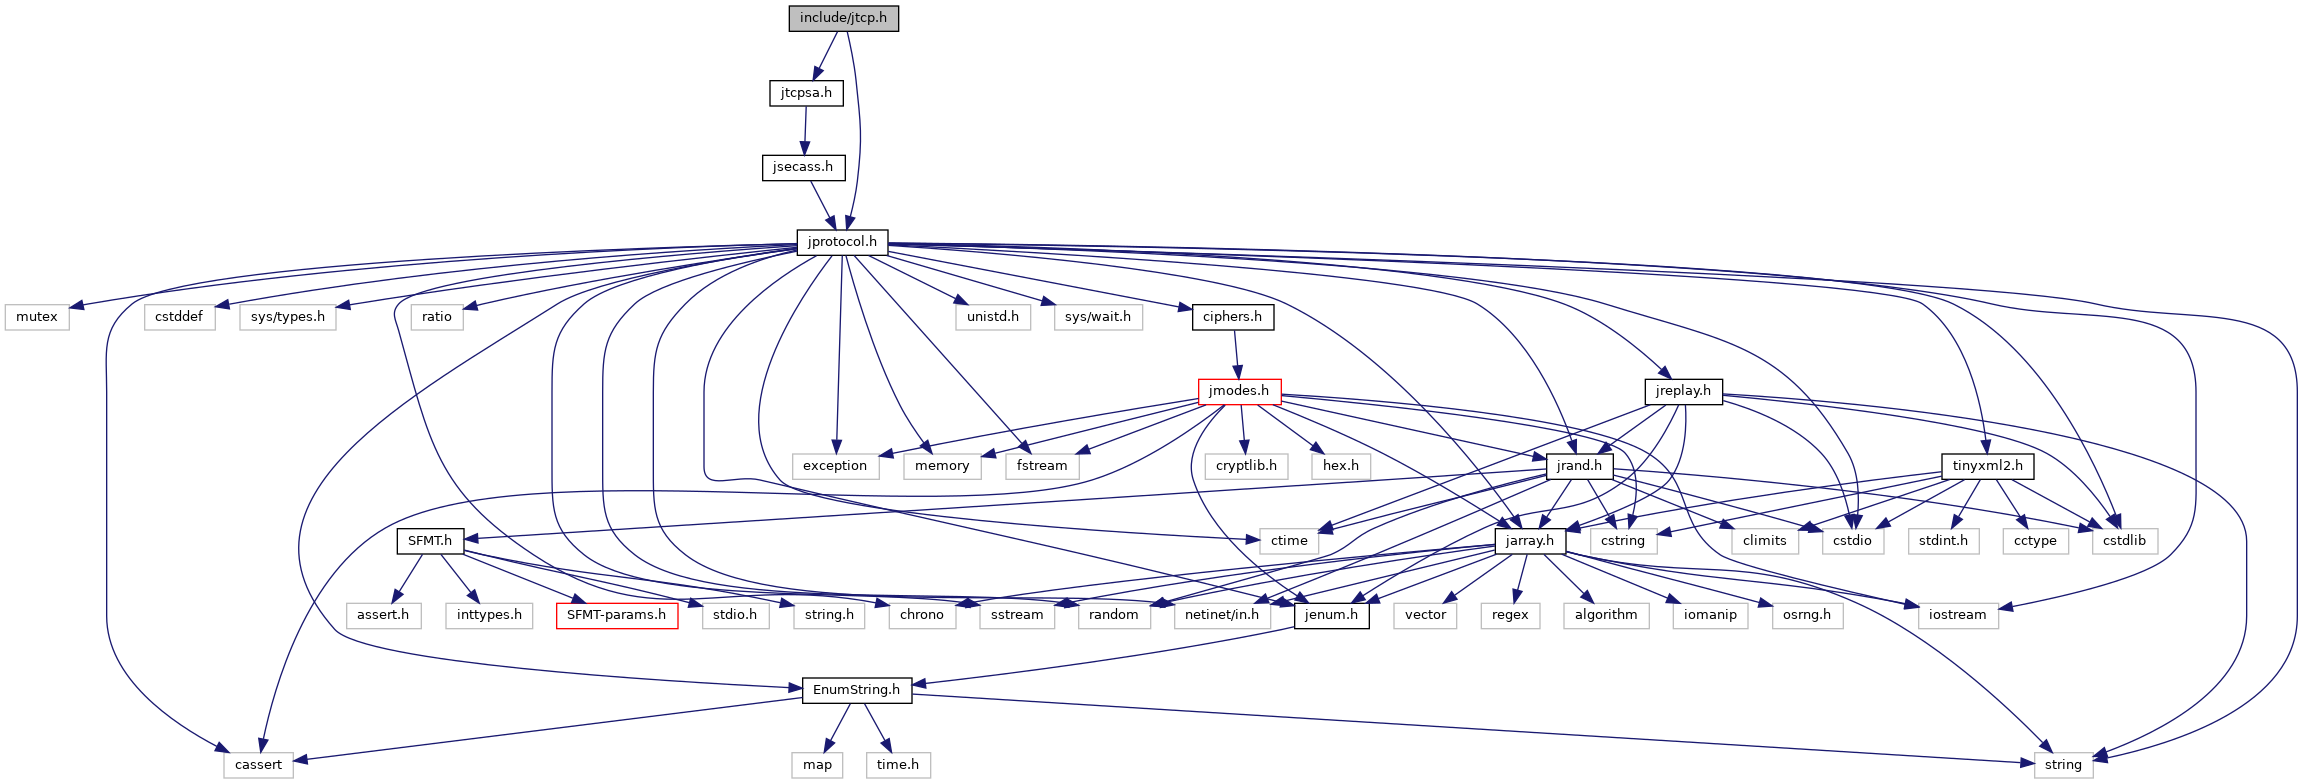 include/jtcp.h
jtcpsa.h
jsecass.h
jprotocol.h
mutex
cstddef
sys/types.h
ratio
unistd.h
sys/wait.h
ciphers.h
jmodes.h
jreplay.h
exception
memory
fstream
cryptlib.h
hex.h
jrand.h
tinyxml2.h
SFMT.h
ctime
jarray.h
cstring
climits
cstdio
stdint.h
cctype
cstdlib
assert.h
inttypes.h
SFMT-params.h
stdio.h
string.h
chrono
sstream
random
netinet/in.h
jenum.h
vector
regex
algorithm
iomanip
osrng.h
iostream
EnumString.h
cassert
map
time.h
string